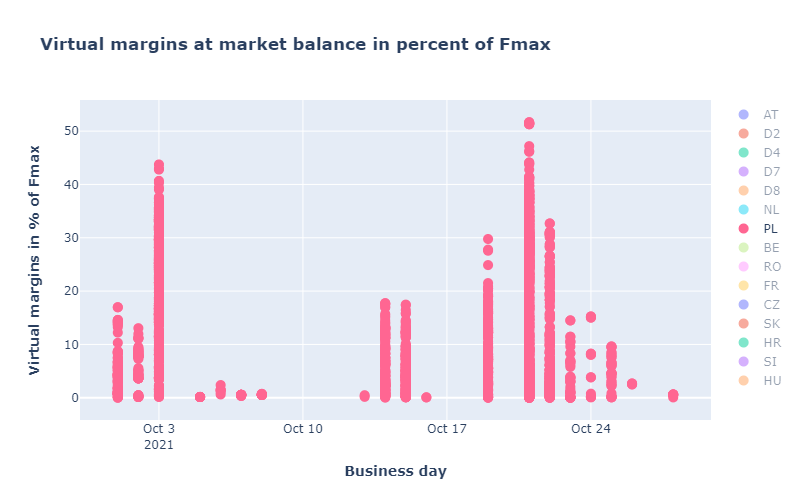 Virtual margins at market balance in percent of Fmax
Virtual margins in % of Fmax
50
40
30
20
10
0
Oct 3
2021
Oct 10
Oct 17
Oct 24
Business day
AT
D2
D4
D7
D8
NL
PL
BE
RO
FR
CZ
SK
HR
SI
HU